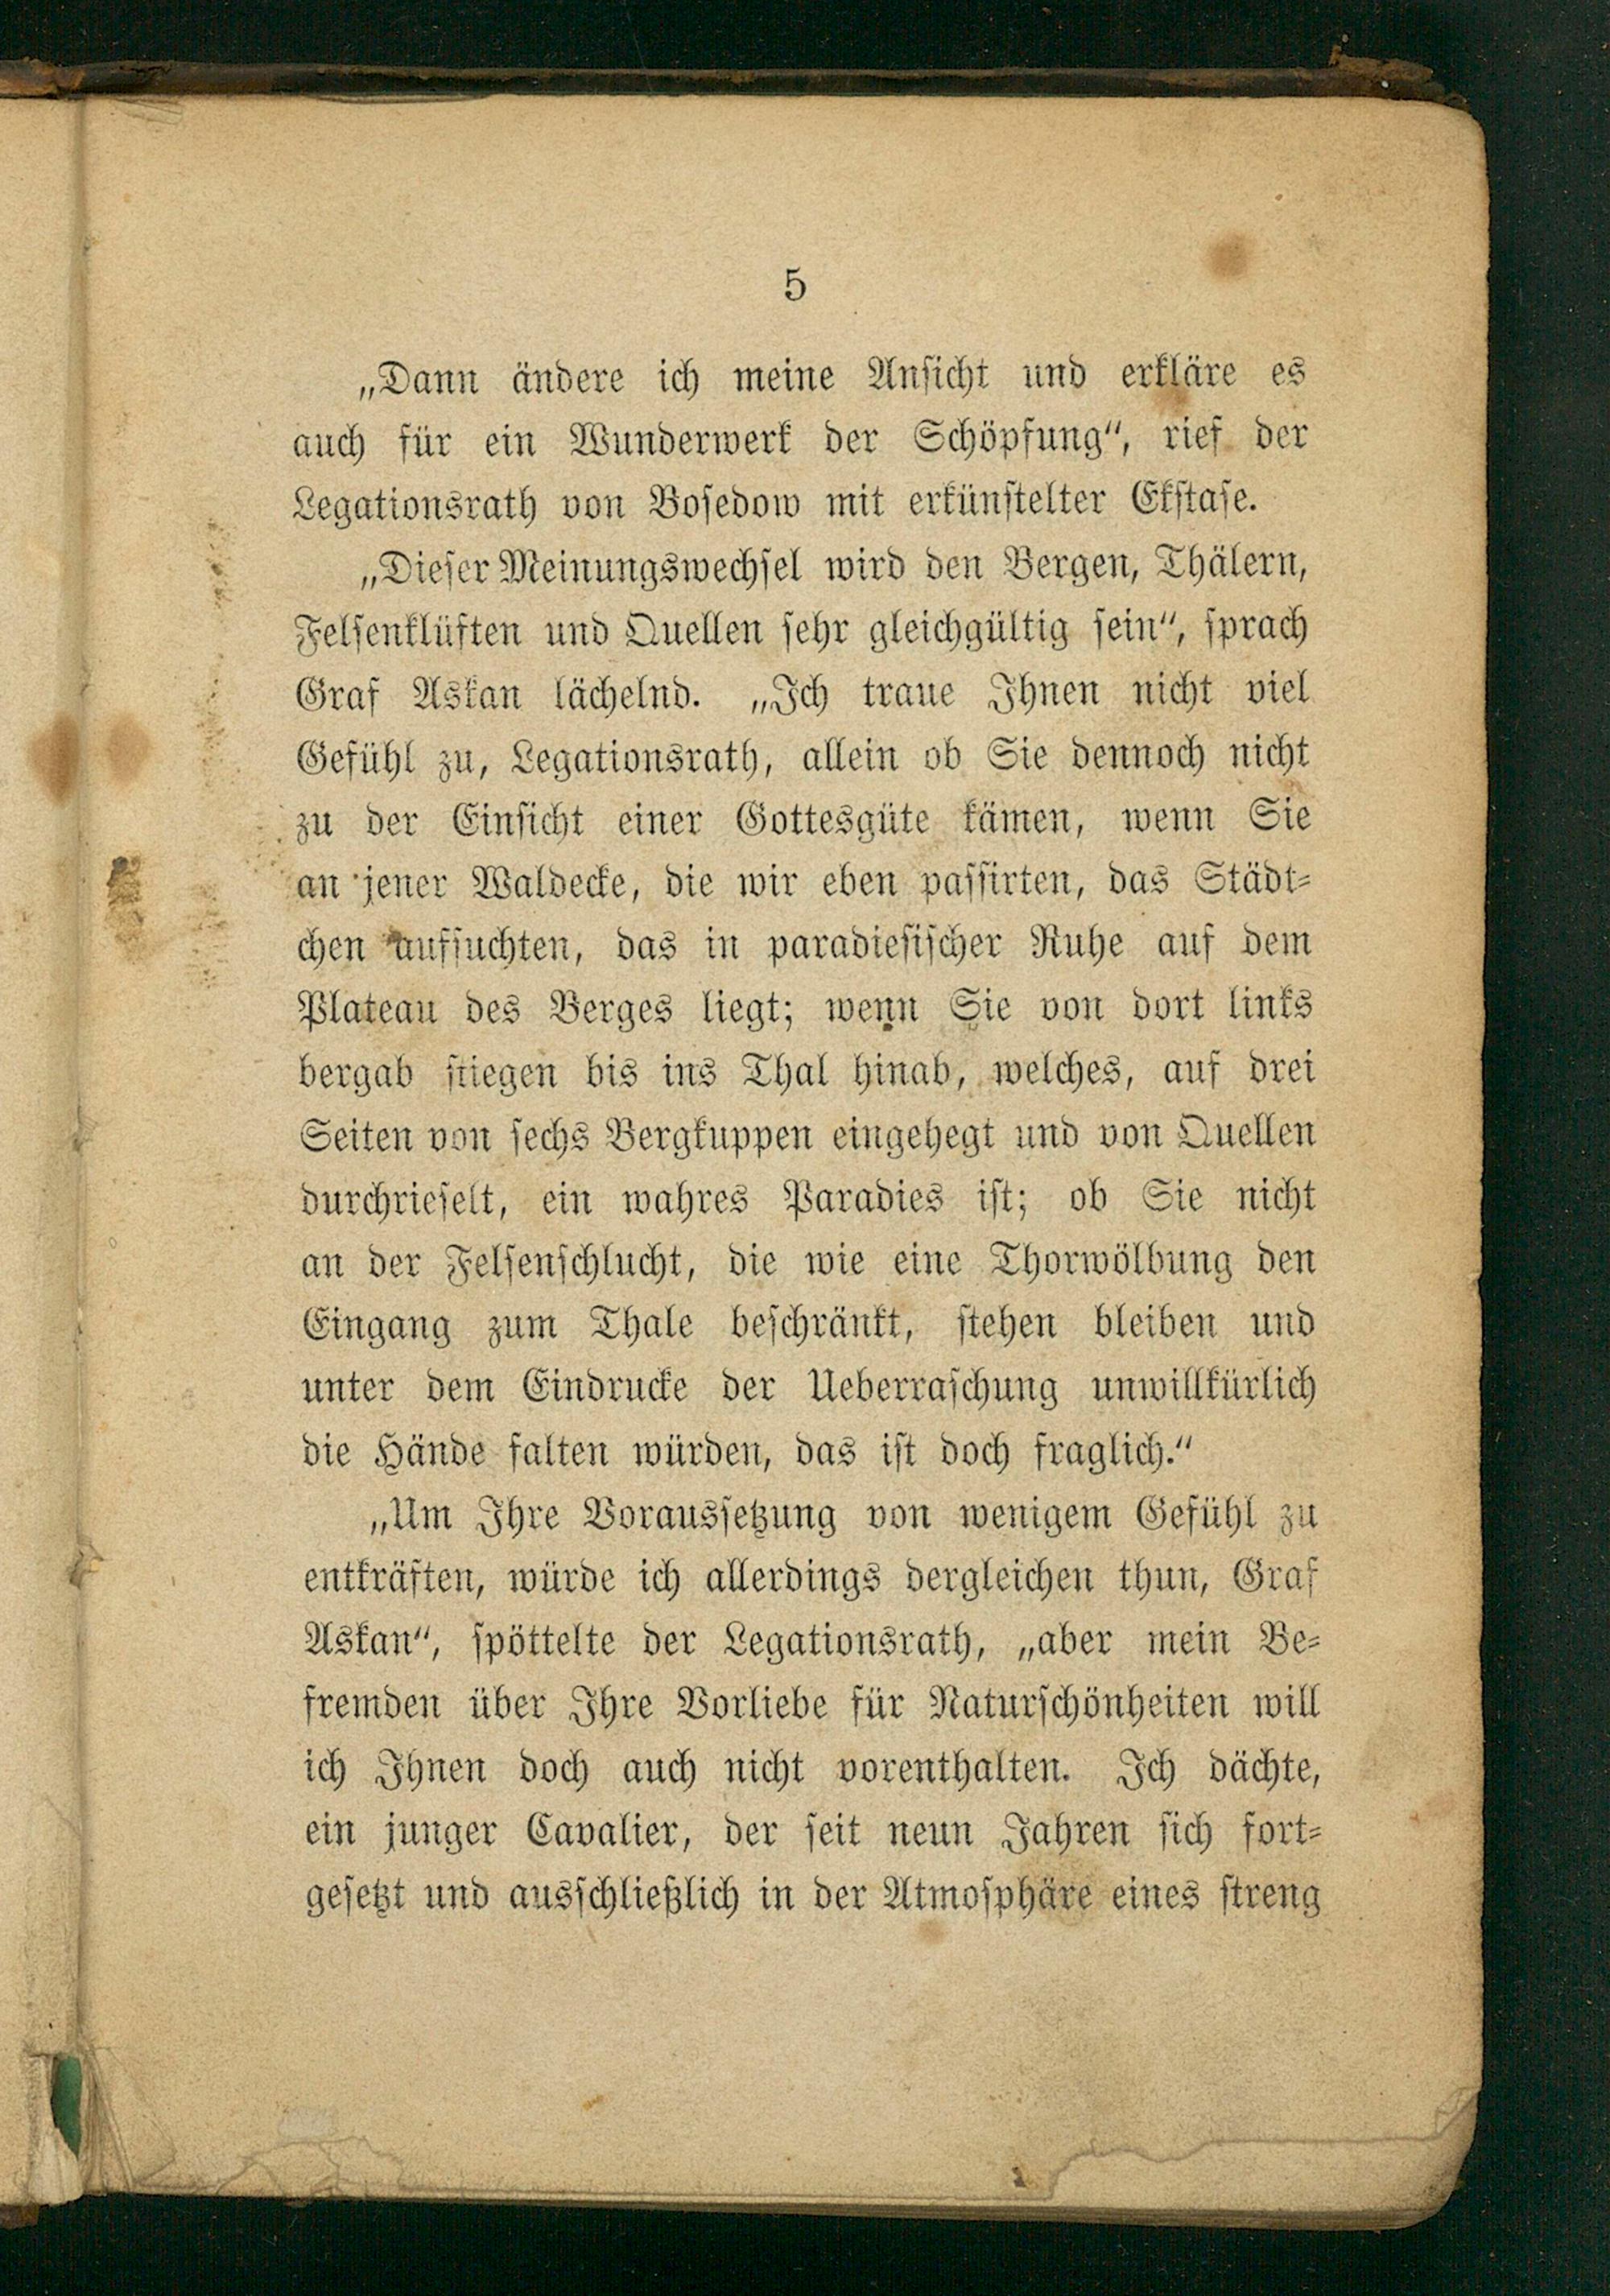 5
„Dann ändere ich meine Ansicht und erkläre es
auch für ein Wunderwerk der Schöpfung“, rief der
Legationsrath von Bosedow mit erkünstelter Ekstase.
„Dieser Meinungswechsel wird den Bergen, Thälern,
Felsenklüften und Quellen sehr gleichgültig sein“, sprach
Graf Askan lächelnd. „Ich traue Ihnen nicht viel
Gefühl zu, Legationsrath, allein ob Sie dennoch nicht
zu der Einsicht einer Gottesgüte kämen, wenn Sie
an jener Waldecke, die wir eben passirten, das Städt-
chen aufsuchten, das in paradiesischer Ruhe auf dem
Plateau des Berges liegt; wenn Sie von dort links
bergab stiegen bis ins Thal hinab, welches, auf drei
Seiten von sechs Bergkuppen eingehegt und von Quellen
durchrieselt, ein wahres Paradies ist; ob Sie nicht
an der Felsenschlucht, die wie eine Thorwölbung den
Eingang zum Thale beschränkt, stehen bleiben und
unter dem Eindrucke der Ueberraschung unwillkürlich
die Hände falten würden, das ist doch fraglich.“
„Um Ihre Voraussetzung von wenigem Gefühl zu
entkräften, würde ich allerdings dergleichen thun, Graf
Askan“, spöttelte der Legationsrath, „aber mein Be-
fremden über Ihre Vorliebe für Naturschönheiten will
ich Ihnen doch auch nicht vorenthalten. Ich dächte,
ein junger Cavalier, der seit neun Jahren sich fort-
gesetzt und ausschließlich in der Atmosphäre eines streng